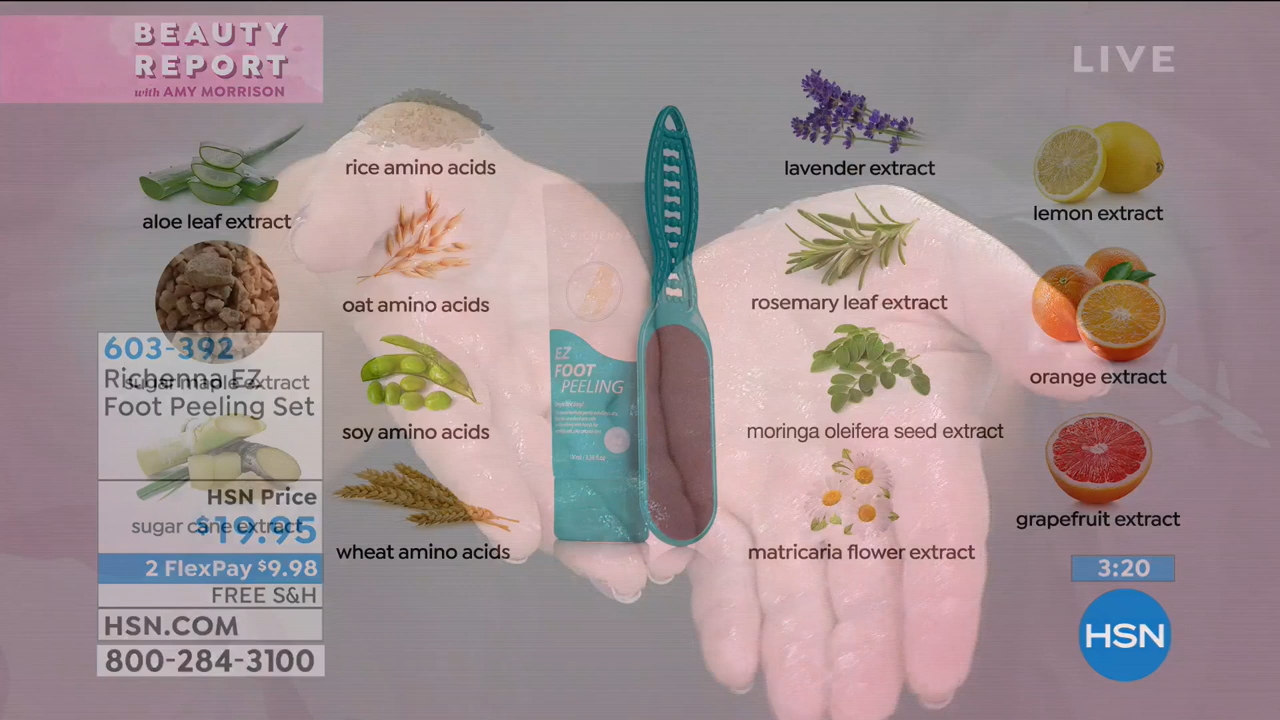 BEAUTY
REPORT
with AMY MORRISON
LIVE
aloe leaf extract
rice amino acids
lavender extract
lemon extract
oat amino acids
rosemary leaf extract
orange extract
sugar maple extract
soy amino acids
moringa oleifera seed extract
sugar cane extract
wheat amino acids
matricaria flower extract
grapefruit extract
EZ
FOOT
PEELING
603-392
Richenna EZ
Foot Peeling Set
HSN Price
$19.95
2 FlexPay $9.98
FREE S&H
HSN.COM
800-284-3100
3:20
HSN